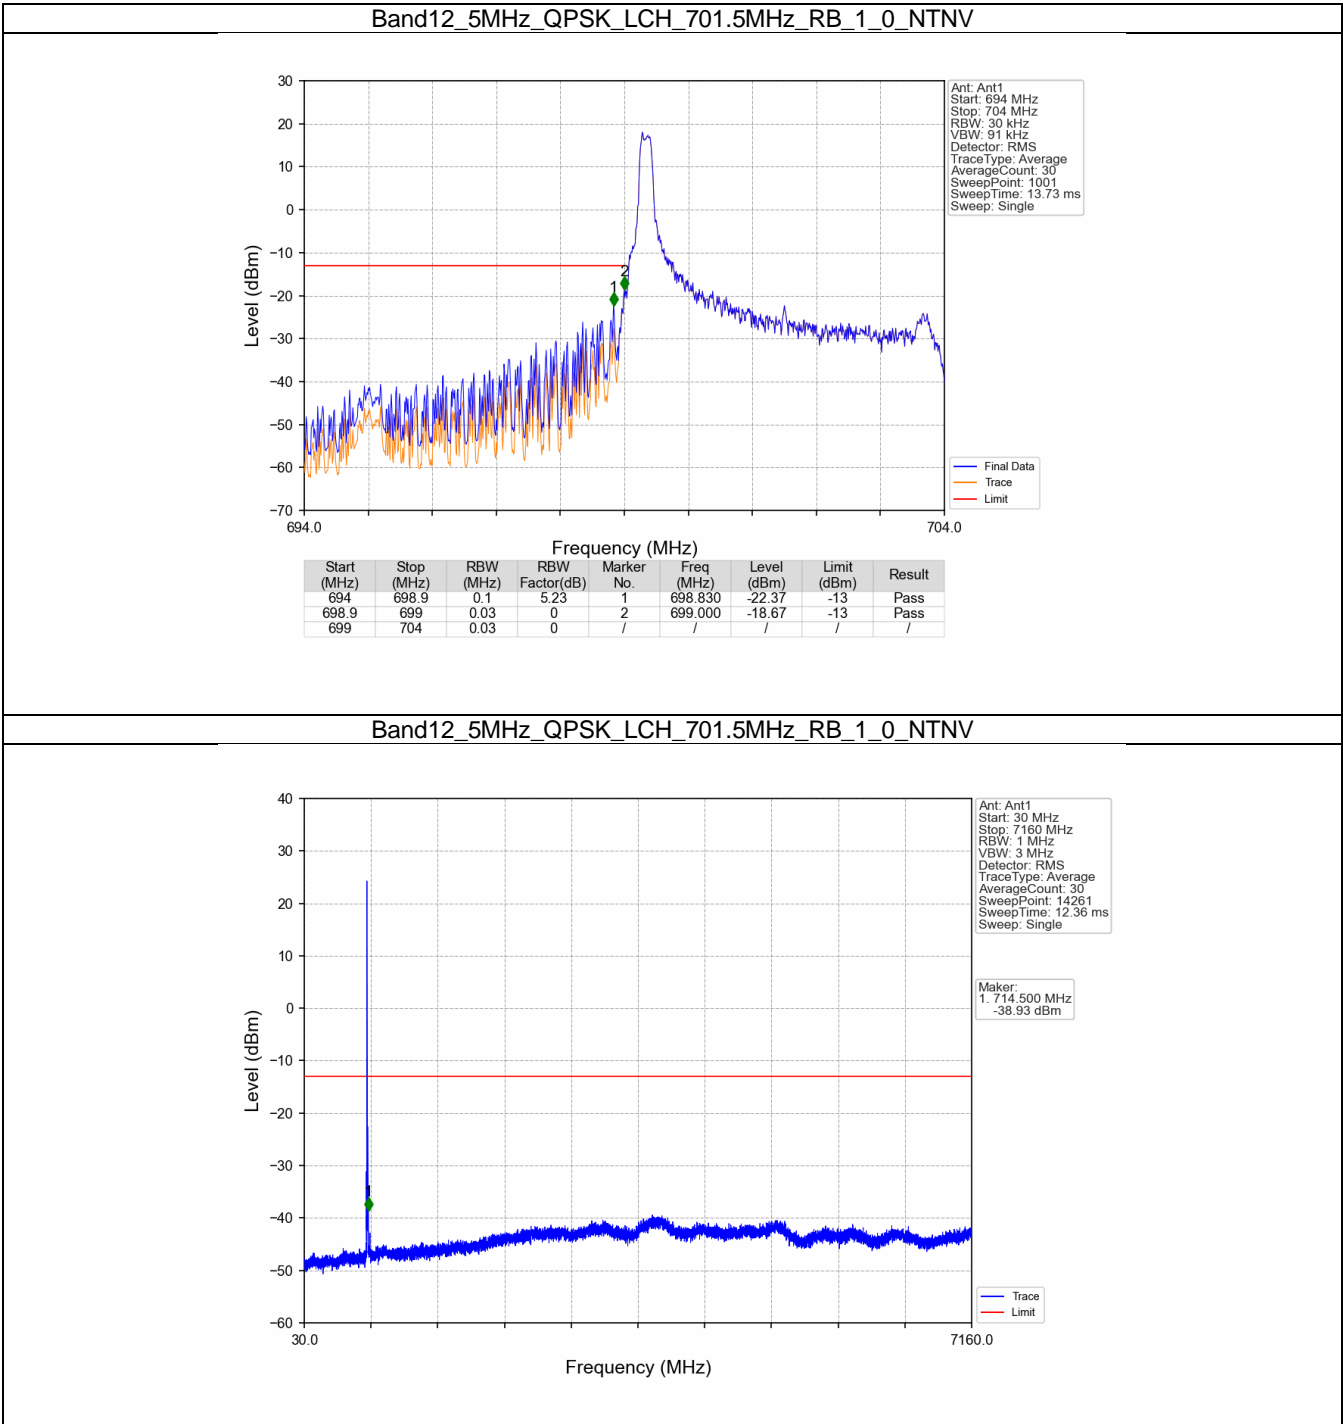 Band12_5MHz_QPSK_LCH_701.5MHz_RB_1_0_NTNV
30
20
10
0
−10
−20
−30
−40
−50
−60
−70
Level (dBm)
1
2
694.0
704.0
Frequency (MHz)
Ant: Ant1
Start: 694 MHz
Stop: 704 MHz
RBW: 30 kHz
VBW: 91 kHz
Detector: RMS
TraceType: Average
AverageCount: 30
SweepPoint: 1001
SweepTime: 13.73 ms
Sweep: Single
Final Data
Trace
Limit
Start (MHz) Stop (MHz) RBW (MHz) RBW Factor(dB) Marker No. Freq (MHz) Level (dBm) Limit (dBm) Result
694 698.9 0.1 5.23 1 698.830 -22.37 -13 Pass
698.9 699 0.03 0 2 699.000 -18.67 -13 Pass
699 704 0.03 0 / / / / /
Band12_5MHz_QPSK_LCH_701.5MHz_RB_1_0_NTNV
40
30
20
10
0
−10
−20
−30
−40
−50
−60
Level (dBm)
1
30.0
7160.0
Frequency (MHz)
Ant: Ant1
Start: 30 MHz
Stop: 7160 MHz
RBW: 1 MHz
VBW: 3 MHz
Detector: RMS
TraceType: Average
AverageCount: 30
SweepPoint: 14261
SweepTime: 12.36 ms
Sweep: Single
Maker:
1. 714.500 MHz
-38.93 dBm
Trace
Limit